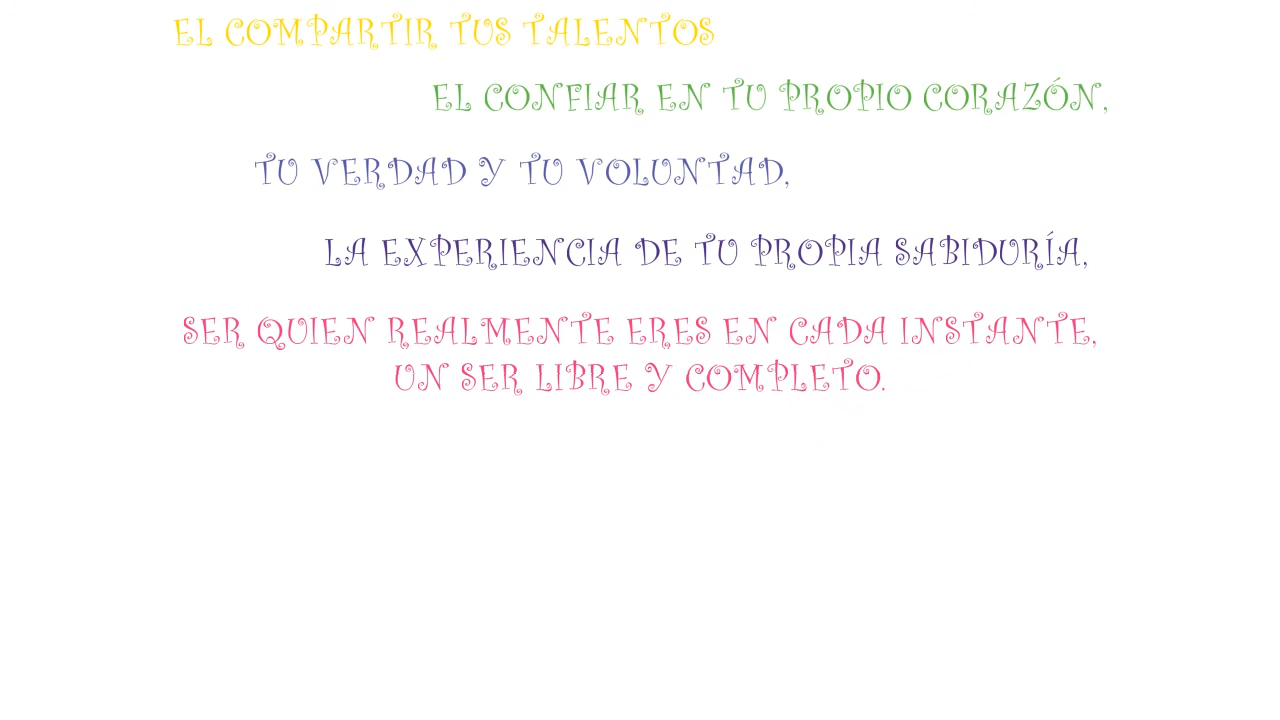 EL COMPARTIR TUS TALENTOS
EL CONFIAR EN TU PROPIO CORAZÓN,
TU VERDAD Y TU VOLUNTAD,
LA EXPERIENCIA DE TU PROPIA SABIDURÍA,
SER QUIEN REALMENTE ERES EN CADA INSTANTE,
UN SER LIBRE Y COMPLETO.